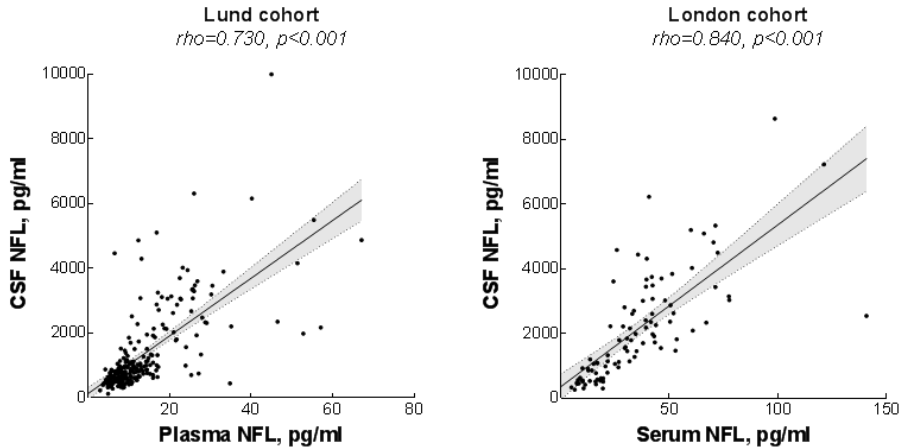 Lund cohort
rho=0.730, p<0.001
10000
8000
6000
4000
2000
0
20
40
60
80
CSF NFL, pg/ml
Plasma NFL, pg/ml
London cohort
rho=0.840, p<0.001
10000
8000
6000
4000
2000
0
50
100
150
CSF NFL, pg/ml
Serum NFL, pg/ml